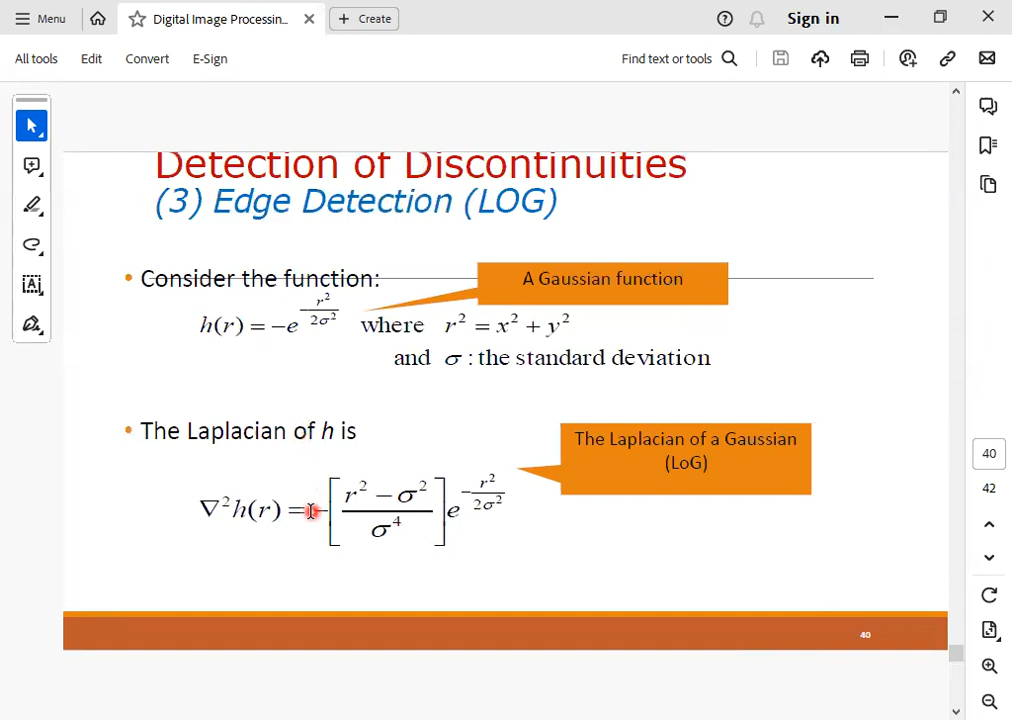 Menu
Digital Image Processin...
Create
Sign in
All tools
Edit
Convert
E-Sign
Find text or tools
Detection of Discontinuities
(3) Edge Detection (LOG)
• Consider the function:
A Gaussian function
h(r) = −e^{−r²/2σ²} where r² = x² + y²
and σ : the standard deviation
• The Laplacian of h is
The Laplacian of a Gaussian
(LoG)
∇²h(r) = −[(r² − σ²)/σ⁴] e^{−r²/2σ²}
40
40
42